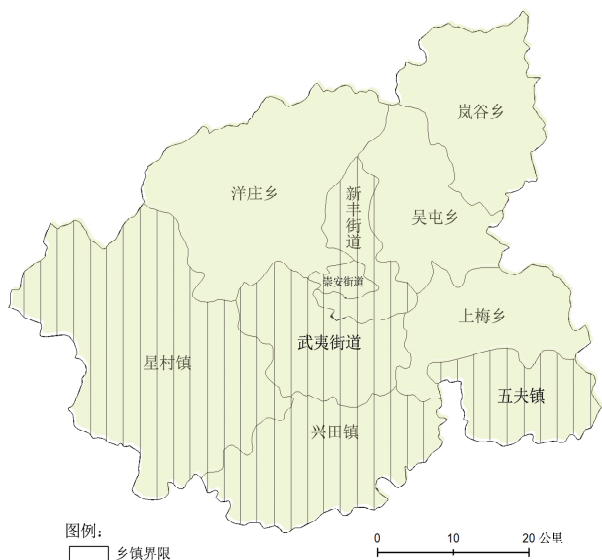 岚谷乡
洋庄乡
新丰街道
吴屯乡
崇安街道
上梅乡
武夷街道
星村镇
五夫镇
兴田镇
图例：
乡镇界限
0 10 20 公里